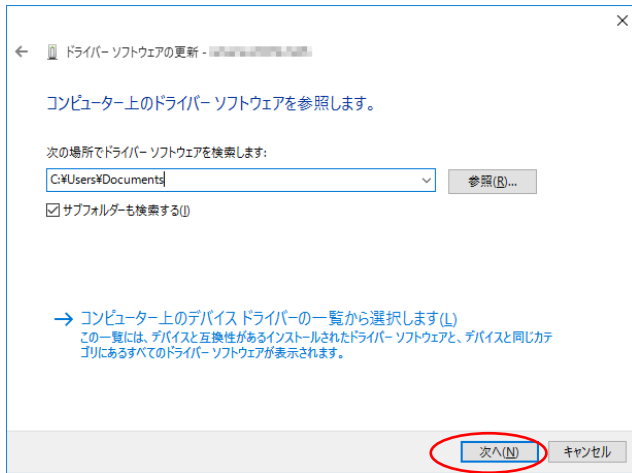 ドライバー ソフトウェアの更新 -
コンピューター上のドライバー ソフトウェアを参照します。
次の場所でドライバー ソフトウェアを検索します:
C:¥Users¥Documents
参照(R)...
サブフォルダーも検索する(I)
コンピューター上のデバイス ドライバーの一覧から選択します(L)
この一覧には、デバイスと互換性があるインストールされたドライバー ソフトウェアと、デバイスと同じカテ
ゴリにあるすべてのドライバー ソフトウェアが表示されます。
次へ(N)
キャンセル